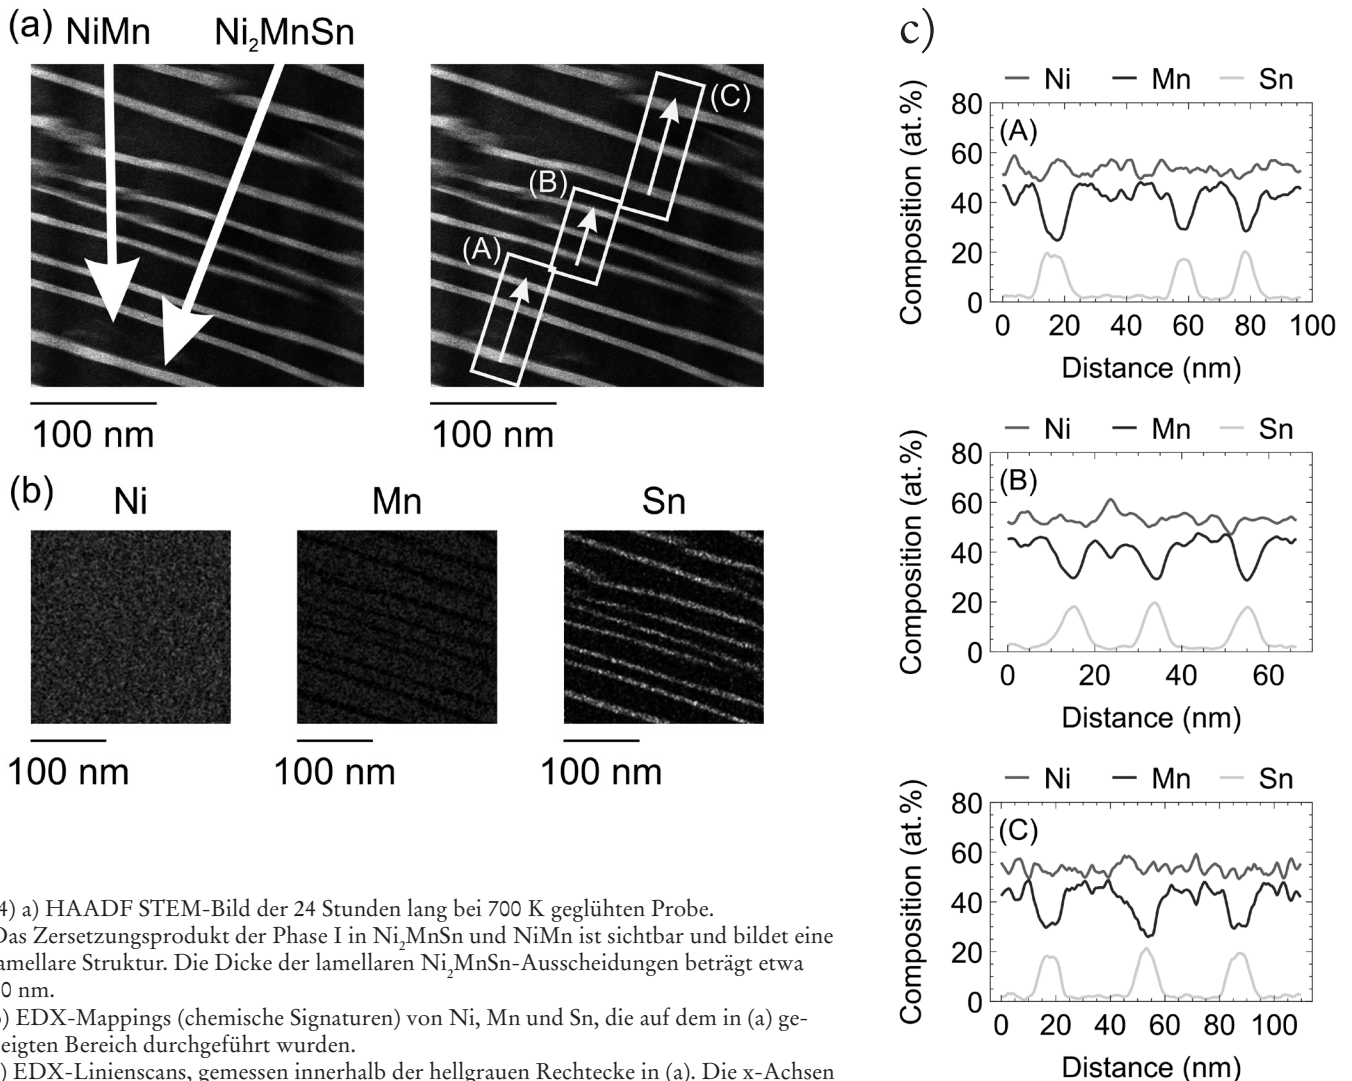 (a) NiMn Ni₂MnSn
(A)
(B)
(C)
100 nm
100 nm
(b)
Ni
Mn
Sn
100 nm
100 nm
100 nm
4) a) HAADF STEM-Bild der 24 Stunden lang bei 700 K geglühten Probe.
Das Zersetzungsprodukt der Phase I in Ni₂MnSn und NiMn ist sichtbar und bildet eine
lamellare Struktur. Die Dicke der lamellaren Ni₂MnSn-Ausscheidungen beträgt etwa
0 nm.
b) EDX-Mappings (chemische Signaturen) von Ni, Mn und Sn, die auf dem in (a) ge-
zeigten Bereich durchgeführt wurden.
) EDX-Linienscans, gemessen innerhalb der hellgrauen Rechtecke in (a). Die x-Achsen
c)
Ni Mn Sn
(A)
Composition (at.%)
80
60
40
20
0
0 20 40 60 80 100
Distance (nm)
Ni Mn Sn
(B)
Composition (at.%)
80
60
40
20
0
0 20 40 60
Distance (nm)
Ni Mn Sn
(C)
Composition (at.%)
80
60
40
20
0
0 20 40 60 80 100
Distance (nm)